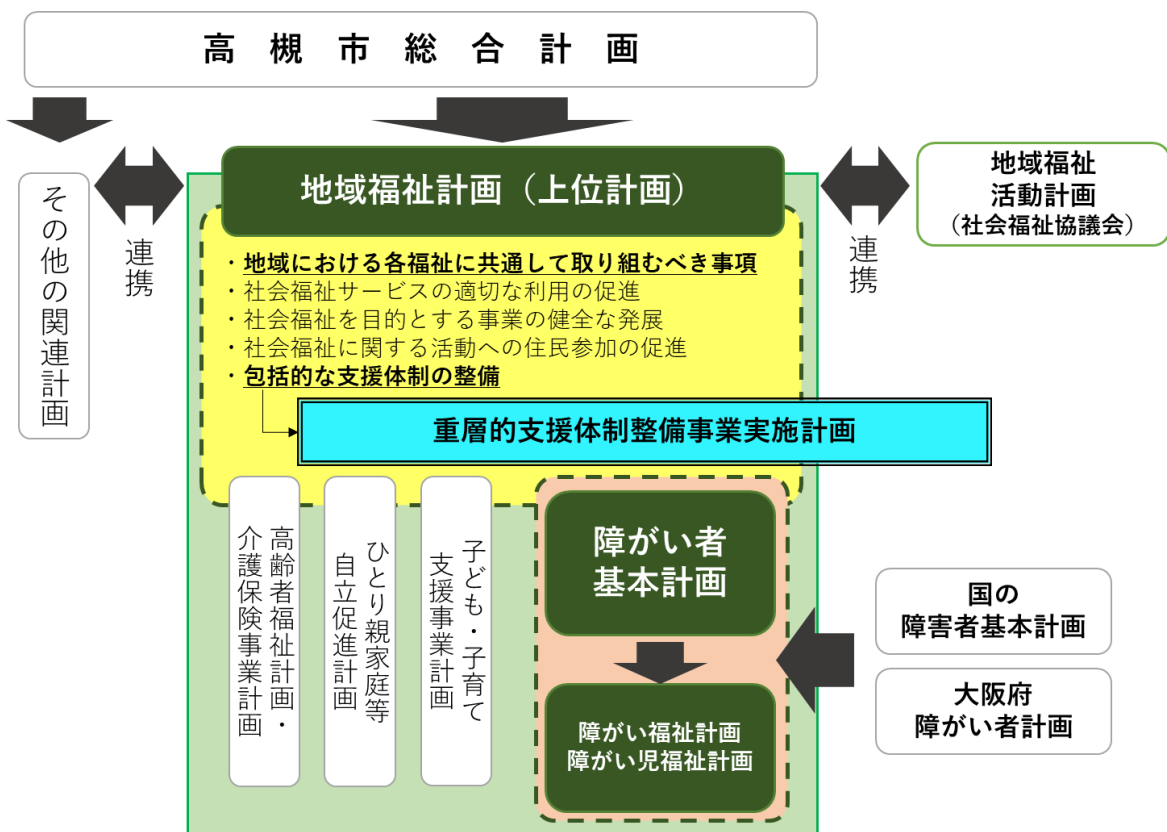 高槻市総合計画
地域福祉計画（上位計画）
その他の関連計画
連携
連携
地域福祉
活動計画
（社会福祉協議会）
・地域における各福祉に共通して取り組むべき事項
・社会福祉サービスの適切な利用の促進
・社会福祉を目的とする事業の健全な発展
・社会福祉に関する活動への住民参加の促進
・包括的な支援体制の整備
重層的支援体制整備事業実施計画
高齢者福祉計画・
介護保険事業計画
ひとり親家庭等
自立促進計画
子ども・子育て
支援事業計画
障がい者
基本計画
障がい福祉計画
障がい児福祉計画
国の
障害者基本計画
大阪府
障がい者計画